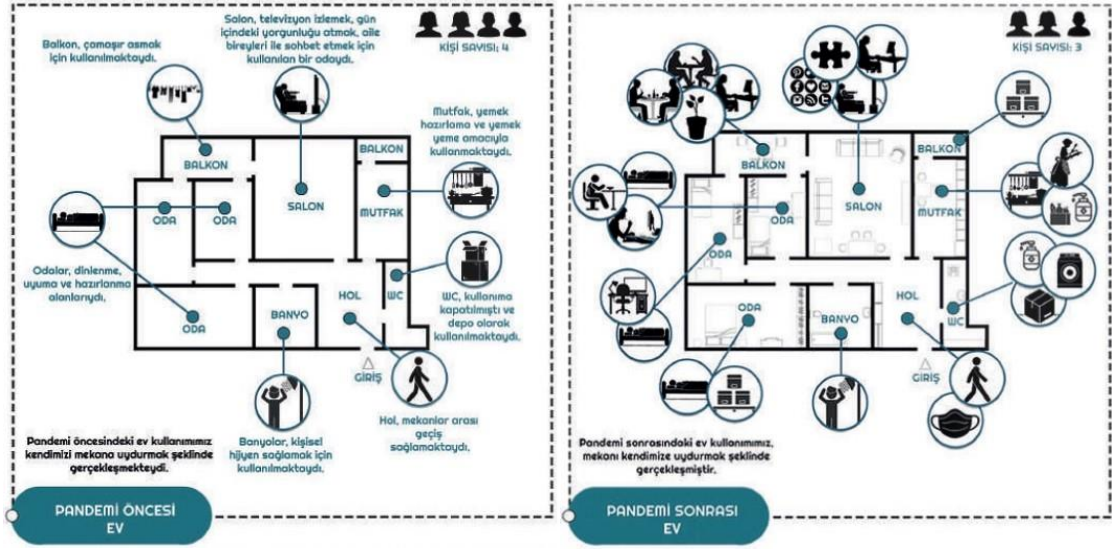 Salon, televizyon izlemek, gün
içindeki yorgunluğu atmak, aile
bireyleri ile sohbet etmek için
kullanılan bir odaydı.
KİŞİ SAYISI: 4
Balkon, çamaşır asmak
için kullanılmaktaydı.
Mutfak, yemek
hazırlama ve yemek
yeme amacıyla
kullanmaktaydı.
BALKON
BALKON
ODA
ODA
SALON
MUTFAK
Odalar, dinlenme,
uyuma ve hazırlanma
alanlarıydı.
ODA
BANYO
HOL
WC
WC, kullanıma
kapatılmıştı ve
depo olarak
kullanılmaktaydı.
GİRİŞ
Hol, mekanlar arası
geçiş
sağlamaktaydı.
Banyolar, kişisel
hijyen sağlamak için
kullanılmaktaydı.
Pandemi öncesindeki ev kullanımımız
kendimizi mekana uydurmak şeklinde
gerçekleşmekteydi.
PANDEMİ ÖNCESİ
EV
KİŞİ SAYISI: 3
BALKON
BALKON
ODA
SALON
MUTFAK
ODA
ODA
BANYO
HOL
WC
GİRİŞ
Pandemi sonrasındaki ev kullanımımız,
mekanı kendimize uydurmak şeklinde
gerçekleşmiştir.
PANDEMİ SONRASI
EV